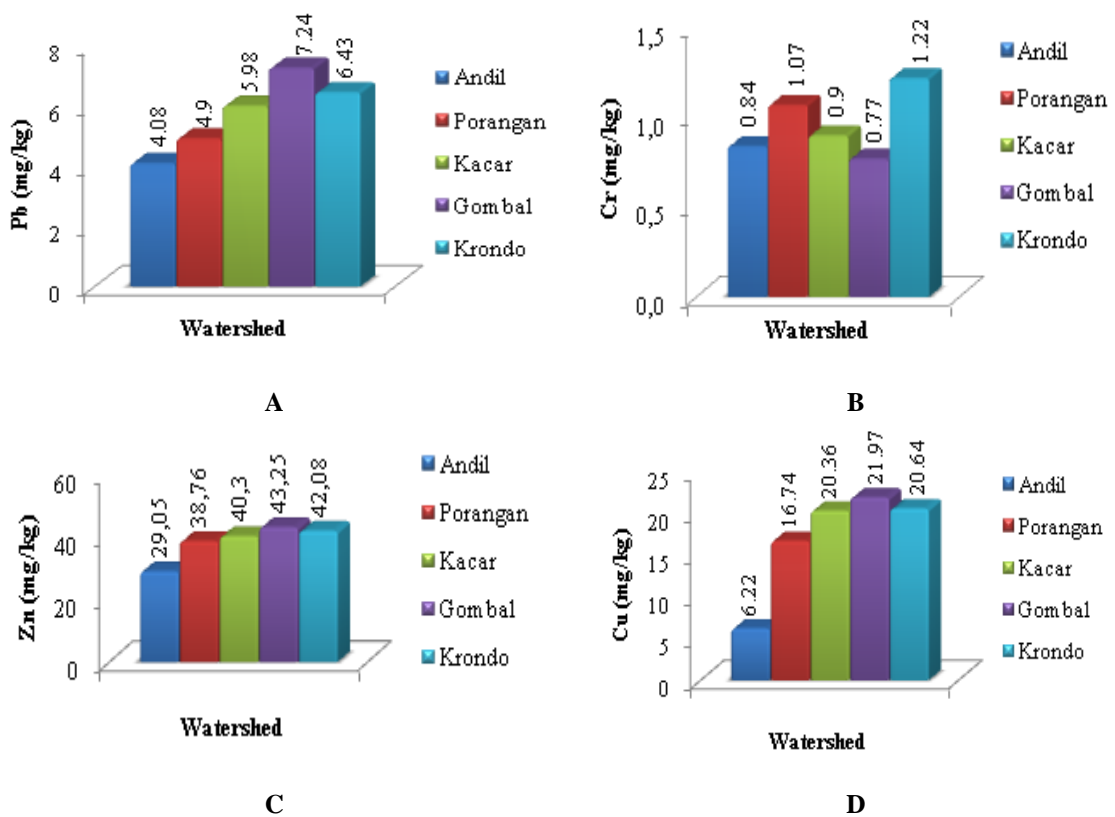 Pb (mg/kg)
8
6
4
2
0
4.08
4.9
5.98
7.24
6.43
Andil
Porangan
Kacar
Gombal
Krondo
Watershed
A
Cr (mg/kg)
1,5
1,0
0,5
0,0
0.84
1.07
0.9
0.77
1.22
Andil
Porangan
Kacar
Gombal
Krondo
Watershed
B
Zn (mg/kg)
60
40
20
0
29,05
38,76
40,3
43,25
42,08
Andil
Porangan
Kacar
Gombal
Krondo
Watershed
C
Cu (mg/kg)
25
20
15
10
5
0
6.22
16.74
20.36
21.97
20.64
Andil
Porangan
Kacar
Gombal
Krondo
Watershed
D